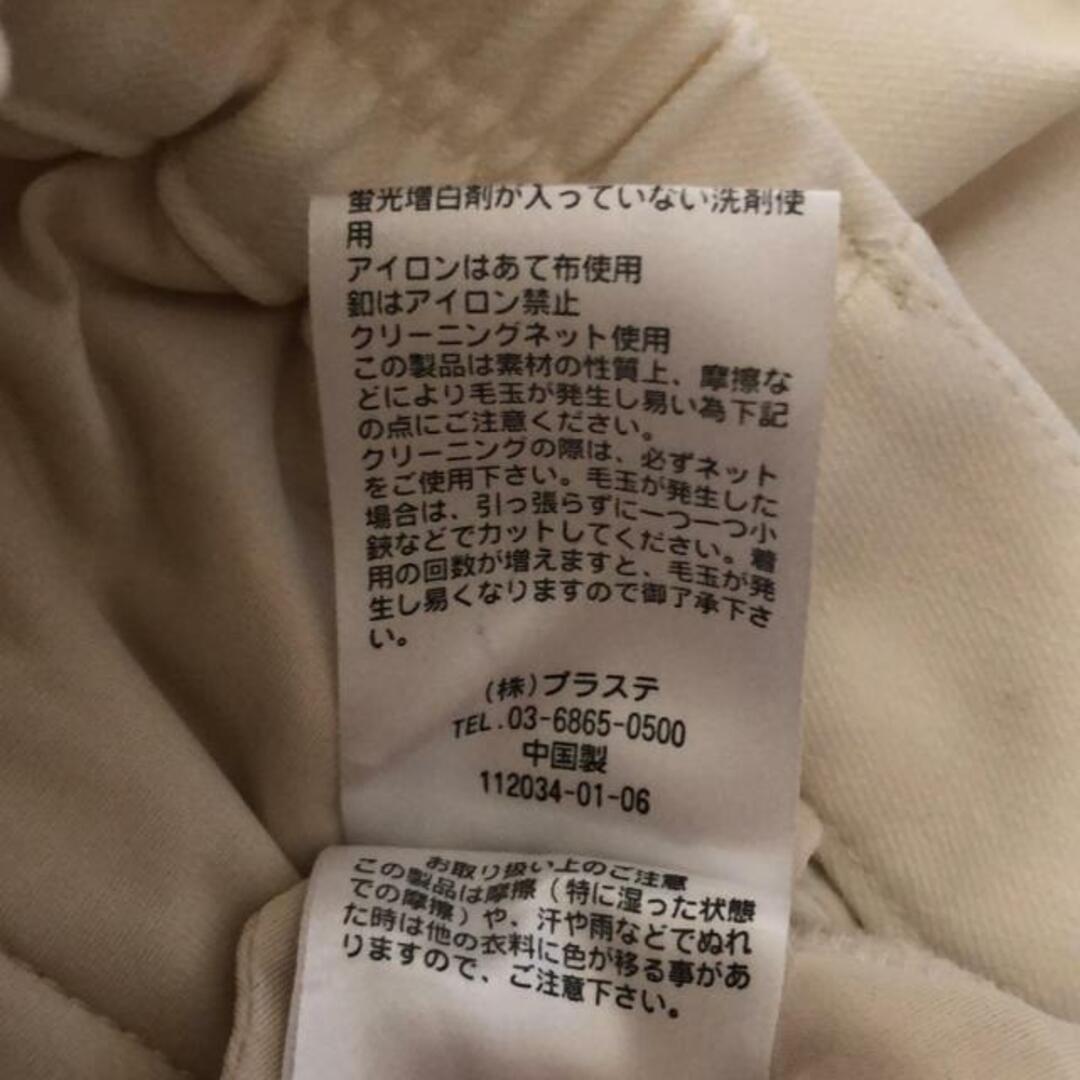 蛍光増白剤が入っていない洗剤使
用
アイロンはあて布使用
釦はアイロン禁止
クリーニングネット使用
この製品は素材の性質上、摩擦な
どにより毛玉が発生し易い為下記
の点にご注意ください。
クリーニングの際は、必ずネット
をご使用下さい。毛玉が発生した
場合は、引っ張らずに一つ一つ小
鋏などでカットしてください。着
用の回数が増えますと、毛玉が発
生し易くなりますので御了承下さ
い。
(株)プラステ
TEL.03-6865-0500
中国製
112034-01-06
お取り扱い上のご注意
この製品は摩擦(特に湿った状態
での摩擦)や、汗や雨などでぬれ
た時は他の衣料に色が移る事があ
りますので、ご注意下さい。